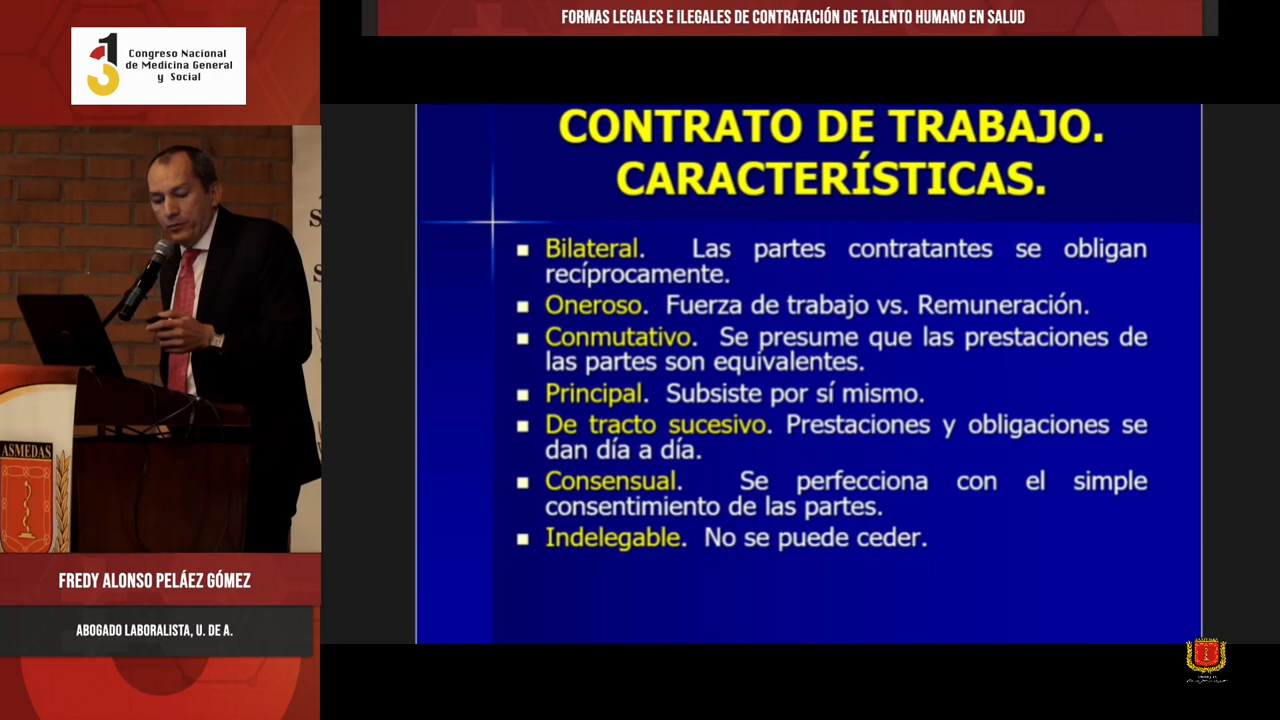 FORMAS LEGALES E ILEGALES DE CONTRATACIÓN DE TALENTO HUMANO EN SALUD
13
Congreso Nacional
de Medicina General
y Social
CONTRATO DE TRABAJO.
CARACTERÍSTICAS.
Bilateral. Las partes contratantes se obligan
recíprocamente.
Oneroso. Fuerza de trabajo vs. Remuneración.
Conmutativo. Se presume que las prestaciones de
las partes son equivalentes.
Principal. Subsiste por sí mismo.
De tracto sucesivo. Prestaciones y obligaciones se
dan día a día.
Consensual. Se perfecciona con el simple
consentimiento de las partes.
Indelegable. No se puede ceder.
ASMEDAS
FREDY ALONSO PELÁEZ GÓMEZ
ABOGADO LABORALISTA, U. DE A.